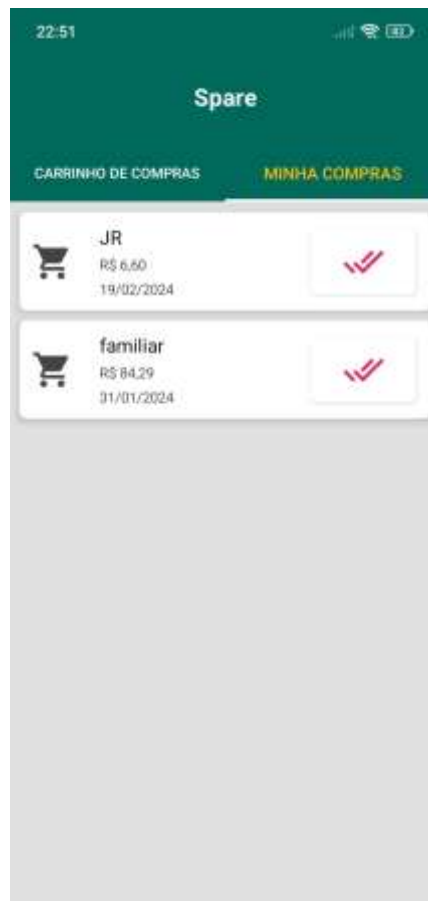 22:51
Spare
CARRINHO DE COMPRAS
MINHA COMPRAS
JR
R$ 6,60
19/02/2024
familiar
R$ 84,29
31/01/2024